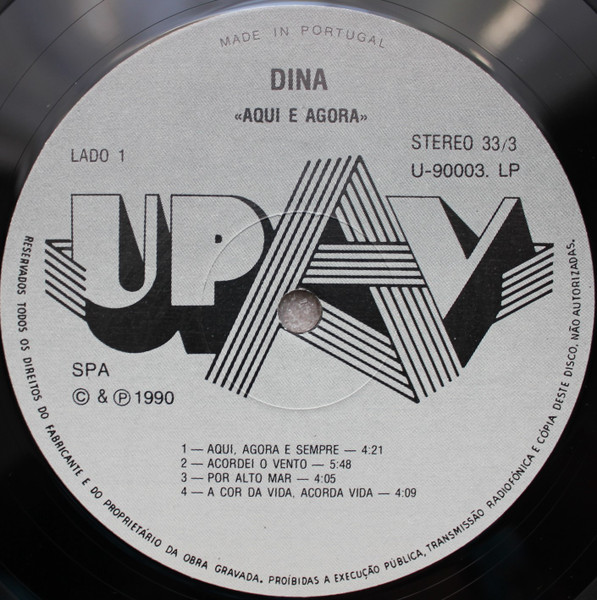 MADE IN PORTUGAL
DINA
«AQUI E AGORA»
LADO 1
STEREO 33/3
U-90003. LP
UPAV
SPA
© & ℗ 1990
1 — AQUI, AGORA E SEMPRE — 4:21
2 — ACORDEI O VENTO — 5:48
3 — POR ALTO MAR — 4:05
4 — A COR DA VIDA, ACORDA VIDA — 4:09
RESERVADOS TODOS OS DIREITOS DO FABRICANTE E DO PROPRIETÁRIO DA OBRA GRAVADA. PROÍBIDAS A EXECUÇÃO PÚBLICA, TRANSMISSÃO RADIOFÓNICA E CÓPIA DESTE DISCO. NÃO AUTORIZADAS.